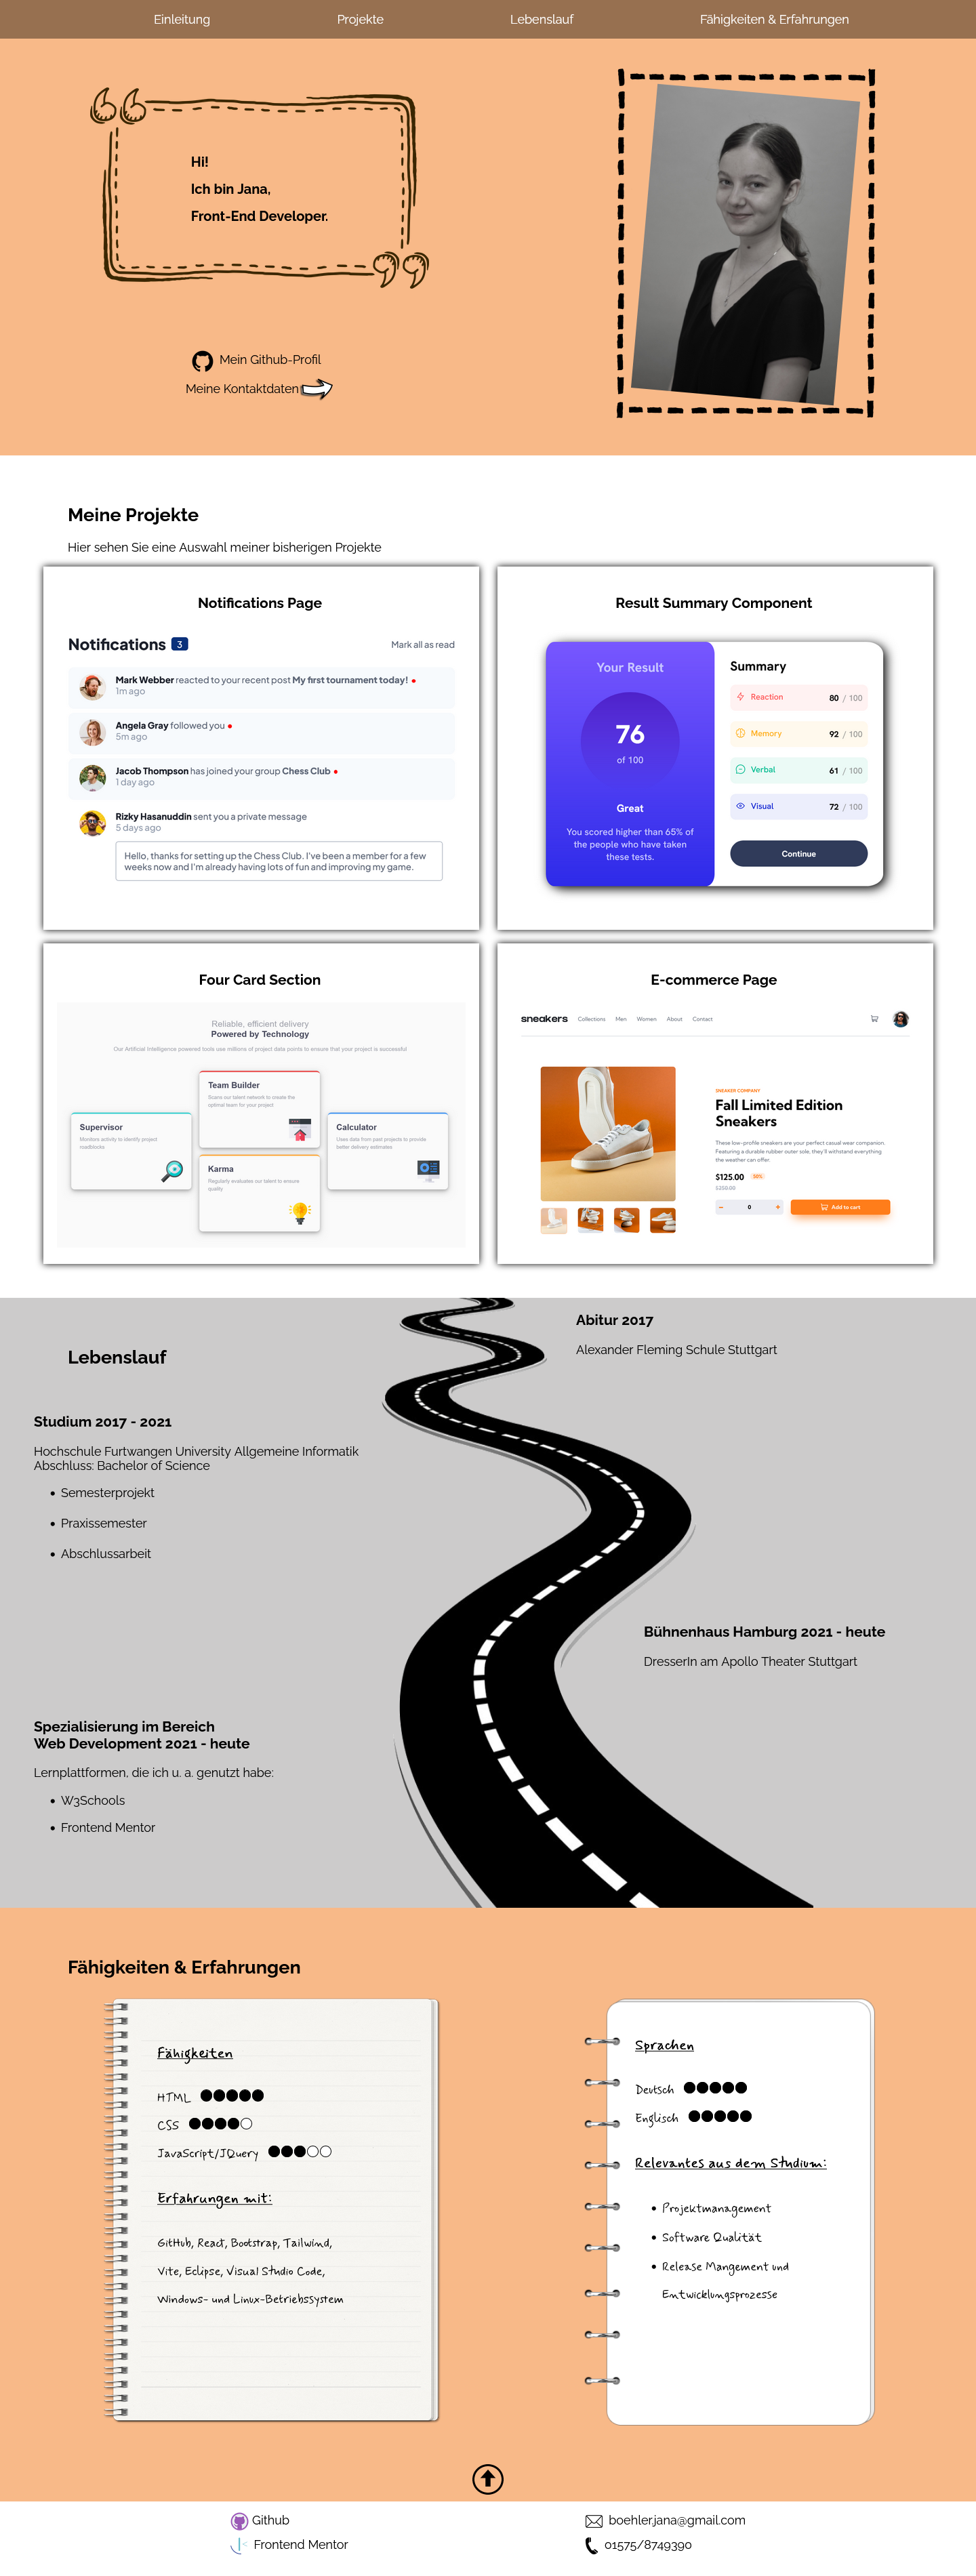 Einleitung Projekte Lebenslauf Fähigkeiten & Erfahrungen
Hi!
Ich bin Jana,
Front-End Developer.
Mein Github-Profil
Meine Kontaktdaten
Meine Projekte
Hier sehen Sie eine Auswahl meiner bisherigen Projekte
Notifications Page
Notifications 3 Mark all as read
Mark Webber reacted to your recent post My first tournament today!
1m ago
Angela Gray followed you
5m ago
Jacob Thompson has joined your group Chess Club
1 day ago
Rizky Hasanuddin sent you a private message
5 days ago
Hello, thanks for setting up the Chess Club. I've been a member for a few
weeks now and I'm already having lots of fun and improving my game.
Result Summary Component
Your Result
76
of 100
Great
You scored higher than 65% of
the people who have taken
these tests.
Summary
Reaction 80 / 100
Memory 92 / 100
Verbal 61 / 100
Visual 72 / 100
Continue
Four Card Section
Reliable, efficient delivery
Powered by Technology
Our Artificial Intelligence powered tools use millions of project data points to ensure that your project is successful
Supervisor
Monitors activity to identify project
roadblocks
Team Builder
Scans our talent network to create the
optimal team for your project
Karma
Regularly evaluates our talent to ensure
quality
Calculator
Uses data from past projects to provide
better delivery estimates
E-commerce Page
sneakers Collections Men Women About Contact
SNEAKER COMPANY
Fall Limited Edition
Sneakers
These low-profile sneakers are your perfect casual wear companion.
Featuring a durable rubber outer sole, they'll withstand everything
the weather can offer.
$125.00 50%
$250.00
− 0 +
Add to cart
Lebenslauf
Abitur 2017
Alexander Fleming Schule Stuttgart
Studium 2017 - 2021
Hochschule Furtwangen University Allgemeine Informatik
Abschluss: Bachelor of Science
• Semesterprojekt
• Praxissemester
• Abschlussarbeit
Bühnenhaus Hamburg 2021 - heute
DresserIn am Apollo Theater Stuttgart
Spezialisierung im Bereich
Web Development 2021 - heute
Lernplattformen, die ich u. a. genutzt habe:
• W3Schools
• Frontend Mentor
Fähigkeiten & Erfahrungen
Fähigkeiten
HTML
CSS
JavaScript/JQuery
Erfahrungen mit:
GitHub, React, Bootstrap, Tailwind,
Vite, Eclipse, Visual Studio Code,
Windows- und Linux-Betriebssystem
Sprachen
Deutsch
Englisch
Relevantes aus dem Studium:
• Projektmanagement
• Software Qualität
• Release Mangement und
Entwicklungsprozesse
Github
Frontend Mentor
boehler.jana@gmail.com
01575/8749390